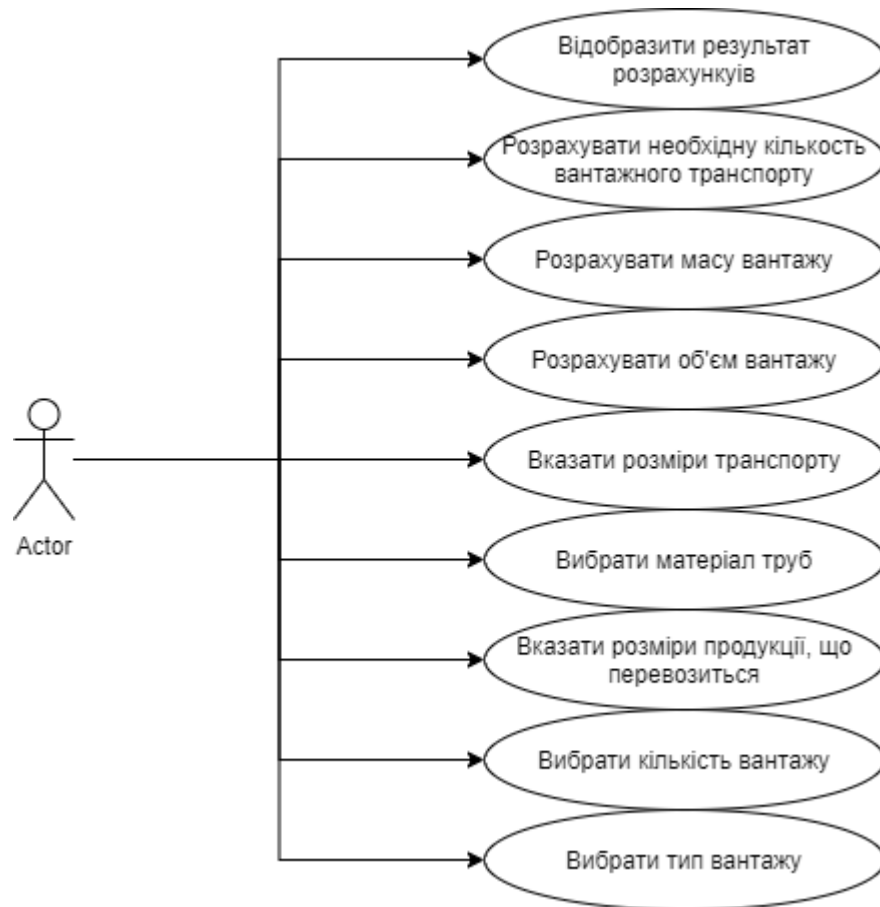 Відобразити результат
розрахункуів
Розрахувати необхідну кількость
вантажного транспорту
Розрахувати масу вантажу
Розрахувати об'єм вантажу
Вказати розміри транспорту
Actor
Вибрати матеріал труб
Вказати розміри продукції, що
перевозиться
Вибрати кількість вантажу
Вибрати тип вантажу